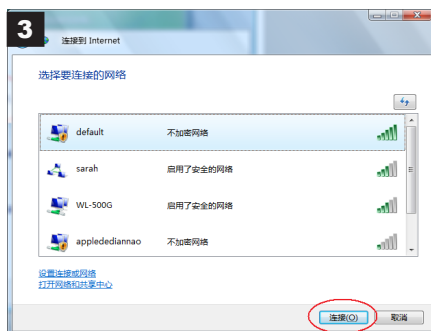 3
连接到 Internet
选择要连接的网络
default 不加密网络
sarah 启用了安全的网络
WL-500G 启用了安全的网络
applededіannao 不加密网络
设置连接或网络
打开网络和共享中心
连接(O) 取消